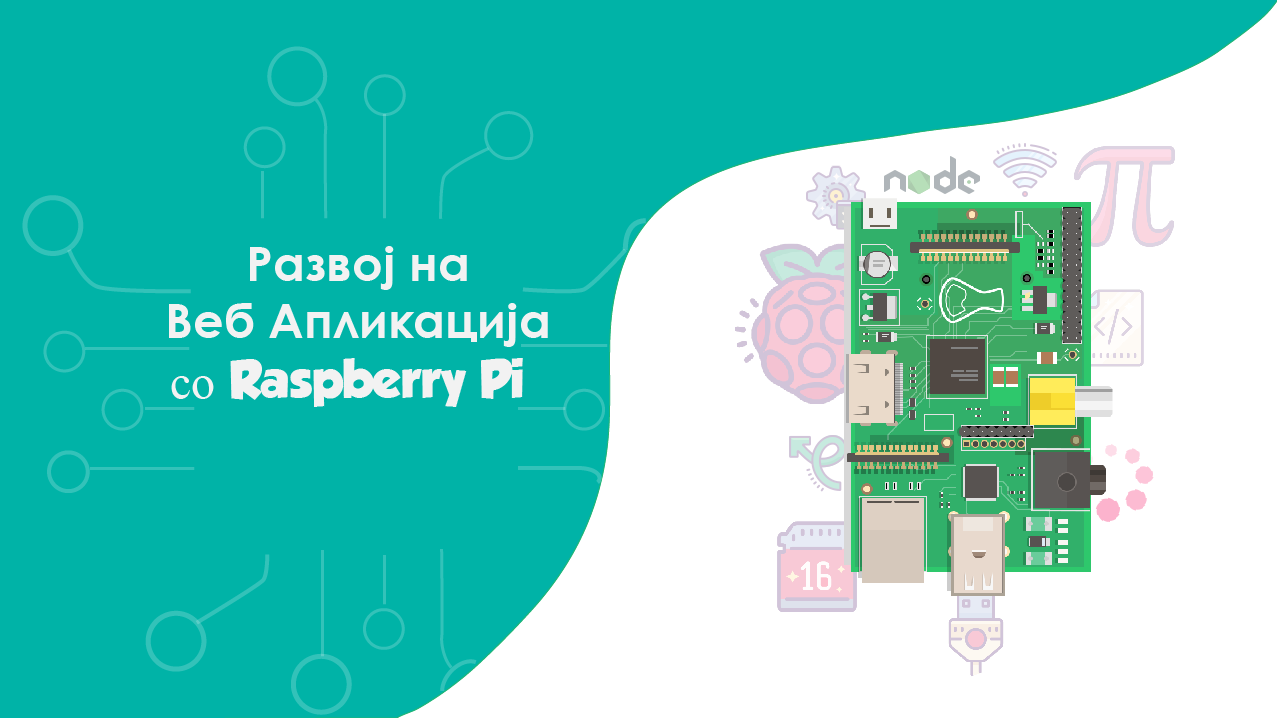 Развој на
Веб Апликација
со Raspberry Pi
node
</>
16